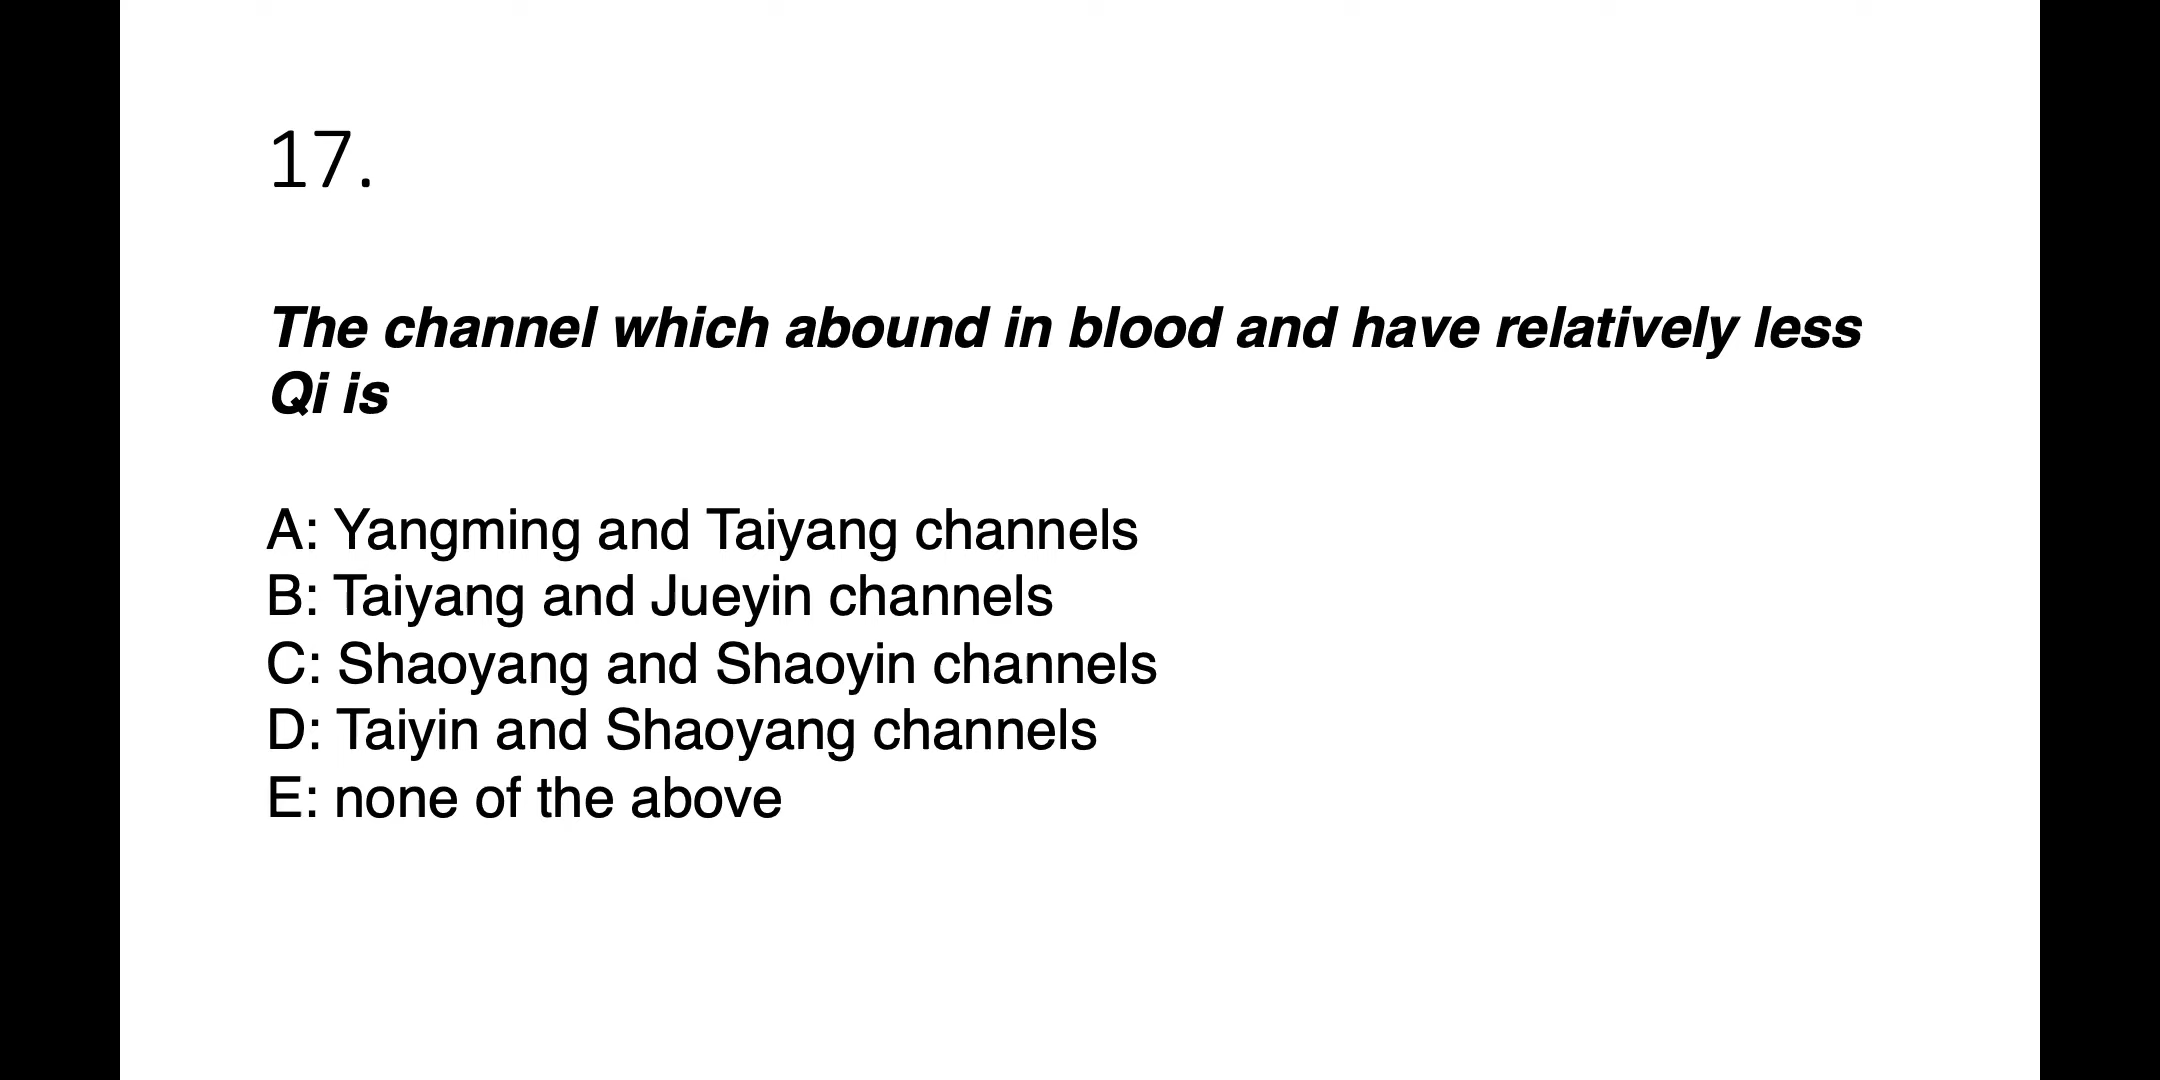 17.
The channel which abound in blood and have relatively less
Qi is
A: Yangming and Taiyang channels
B: Taiyang and Jueyin channels
C: Shaoyang and Shaoyin channels
D: Taiyin and Shaoyang channels
E: none of the above